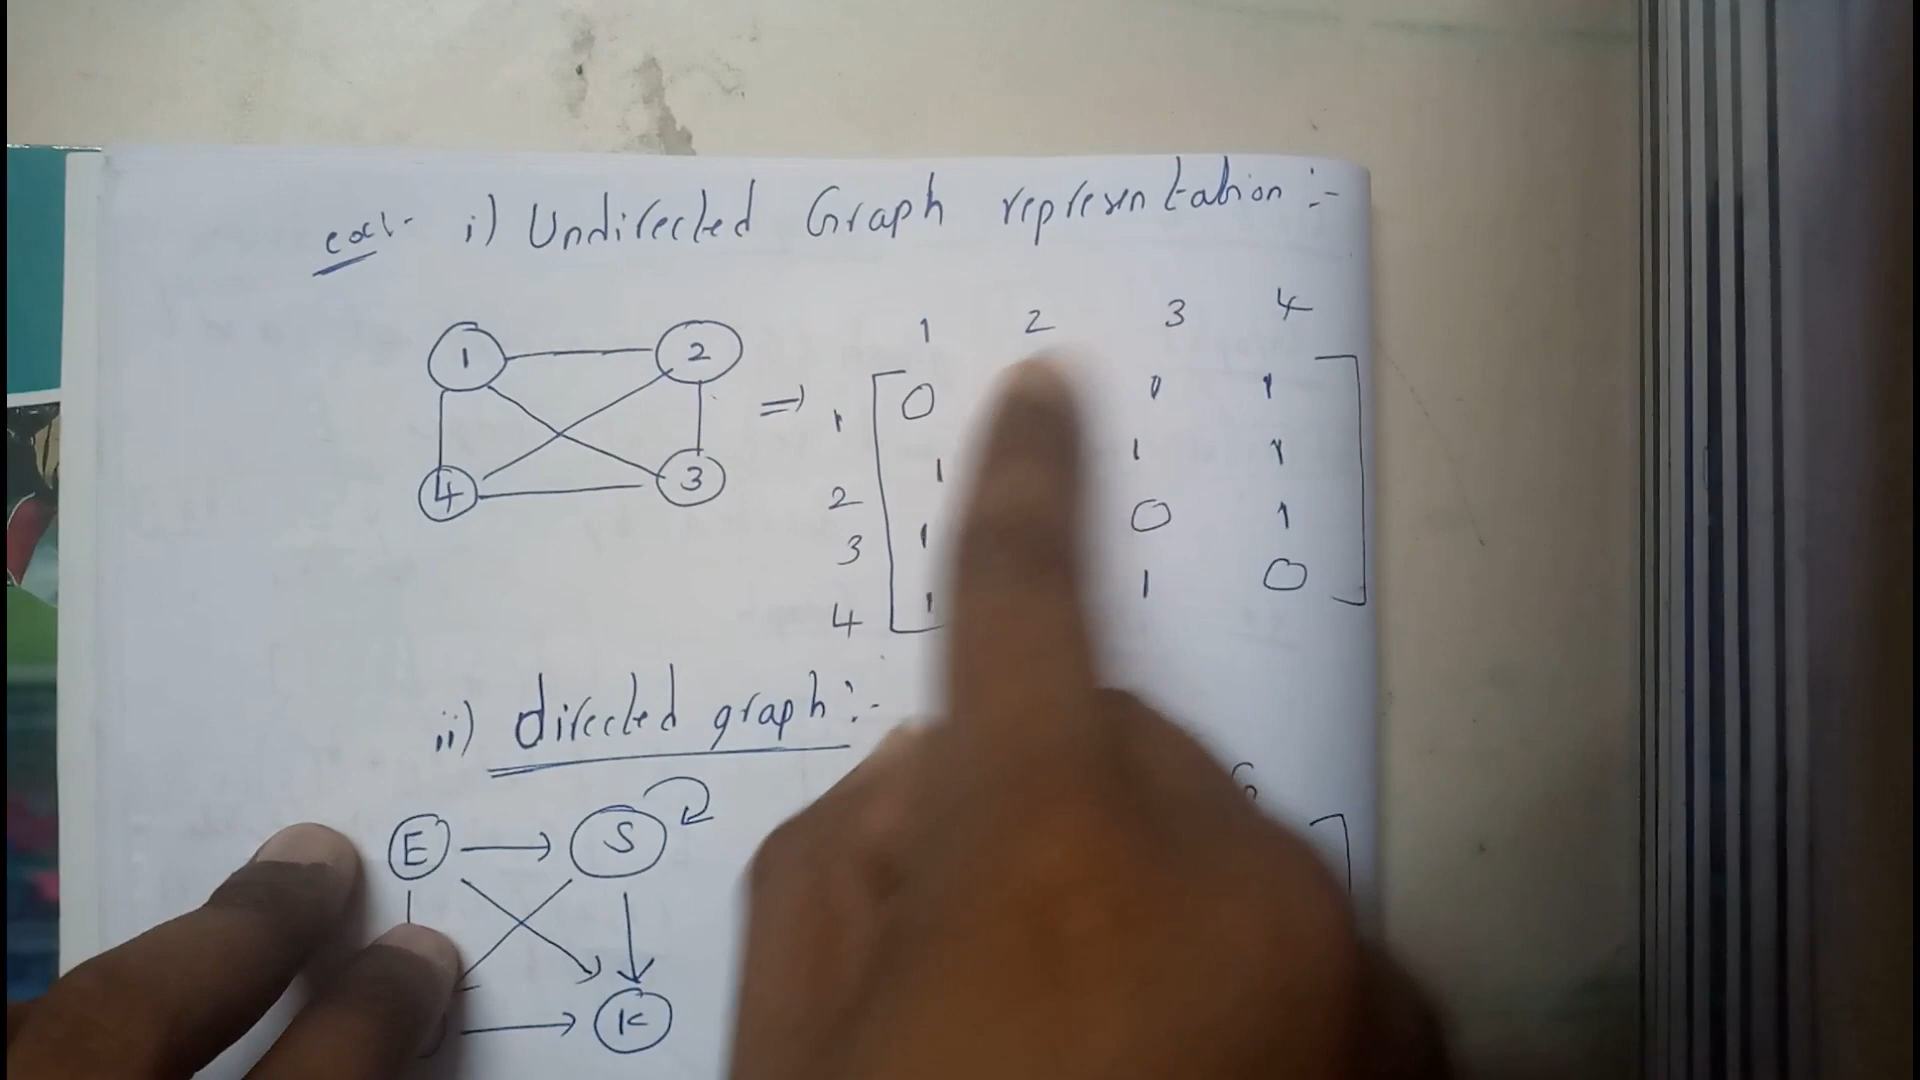 ex:- i) Undirected Graph representation :-
1 2 3 4
1 2 ⇒ 1 0 1 1
2 1 1 1
4 3 3 1 0 1
4 1 1 0
ii) directed graph :-
E S
K